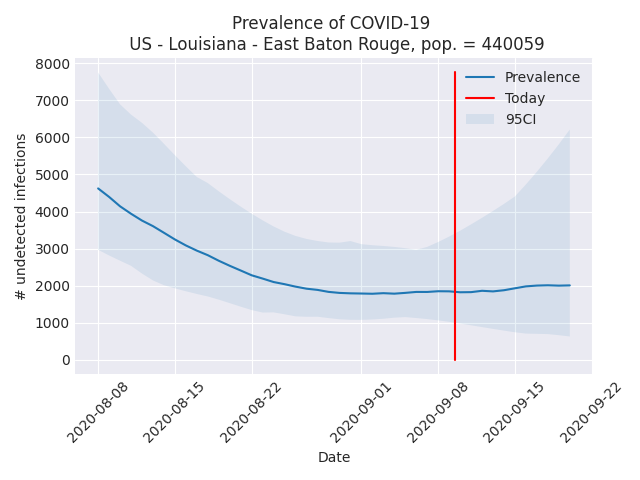 Prevalence of COVID-19
US - Louisiana - East Baton Rouge, pop. = 440059
8000
7000
6000
5000
4000
3000
2000
1000
0
# undetected infections
Prevalence
Today
95CI
2020-08-08
2020-08-15
2020-08-22
2020-09-01
2020-09-08
2020-09-15
2020-09-22
Date